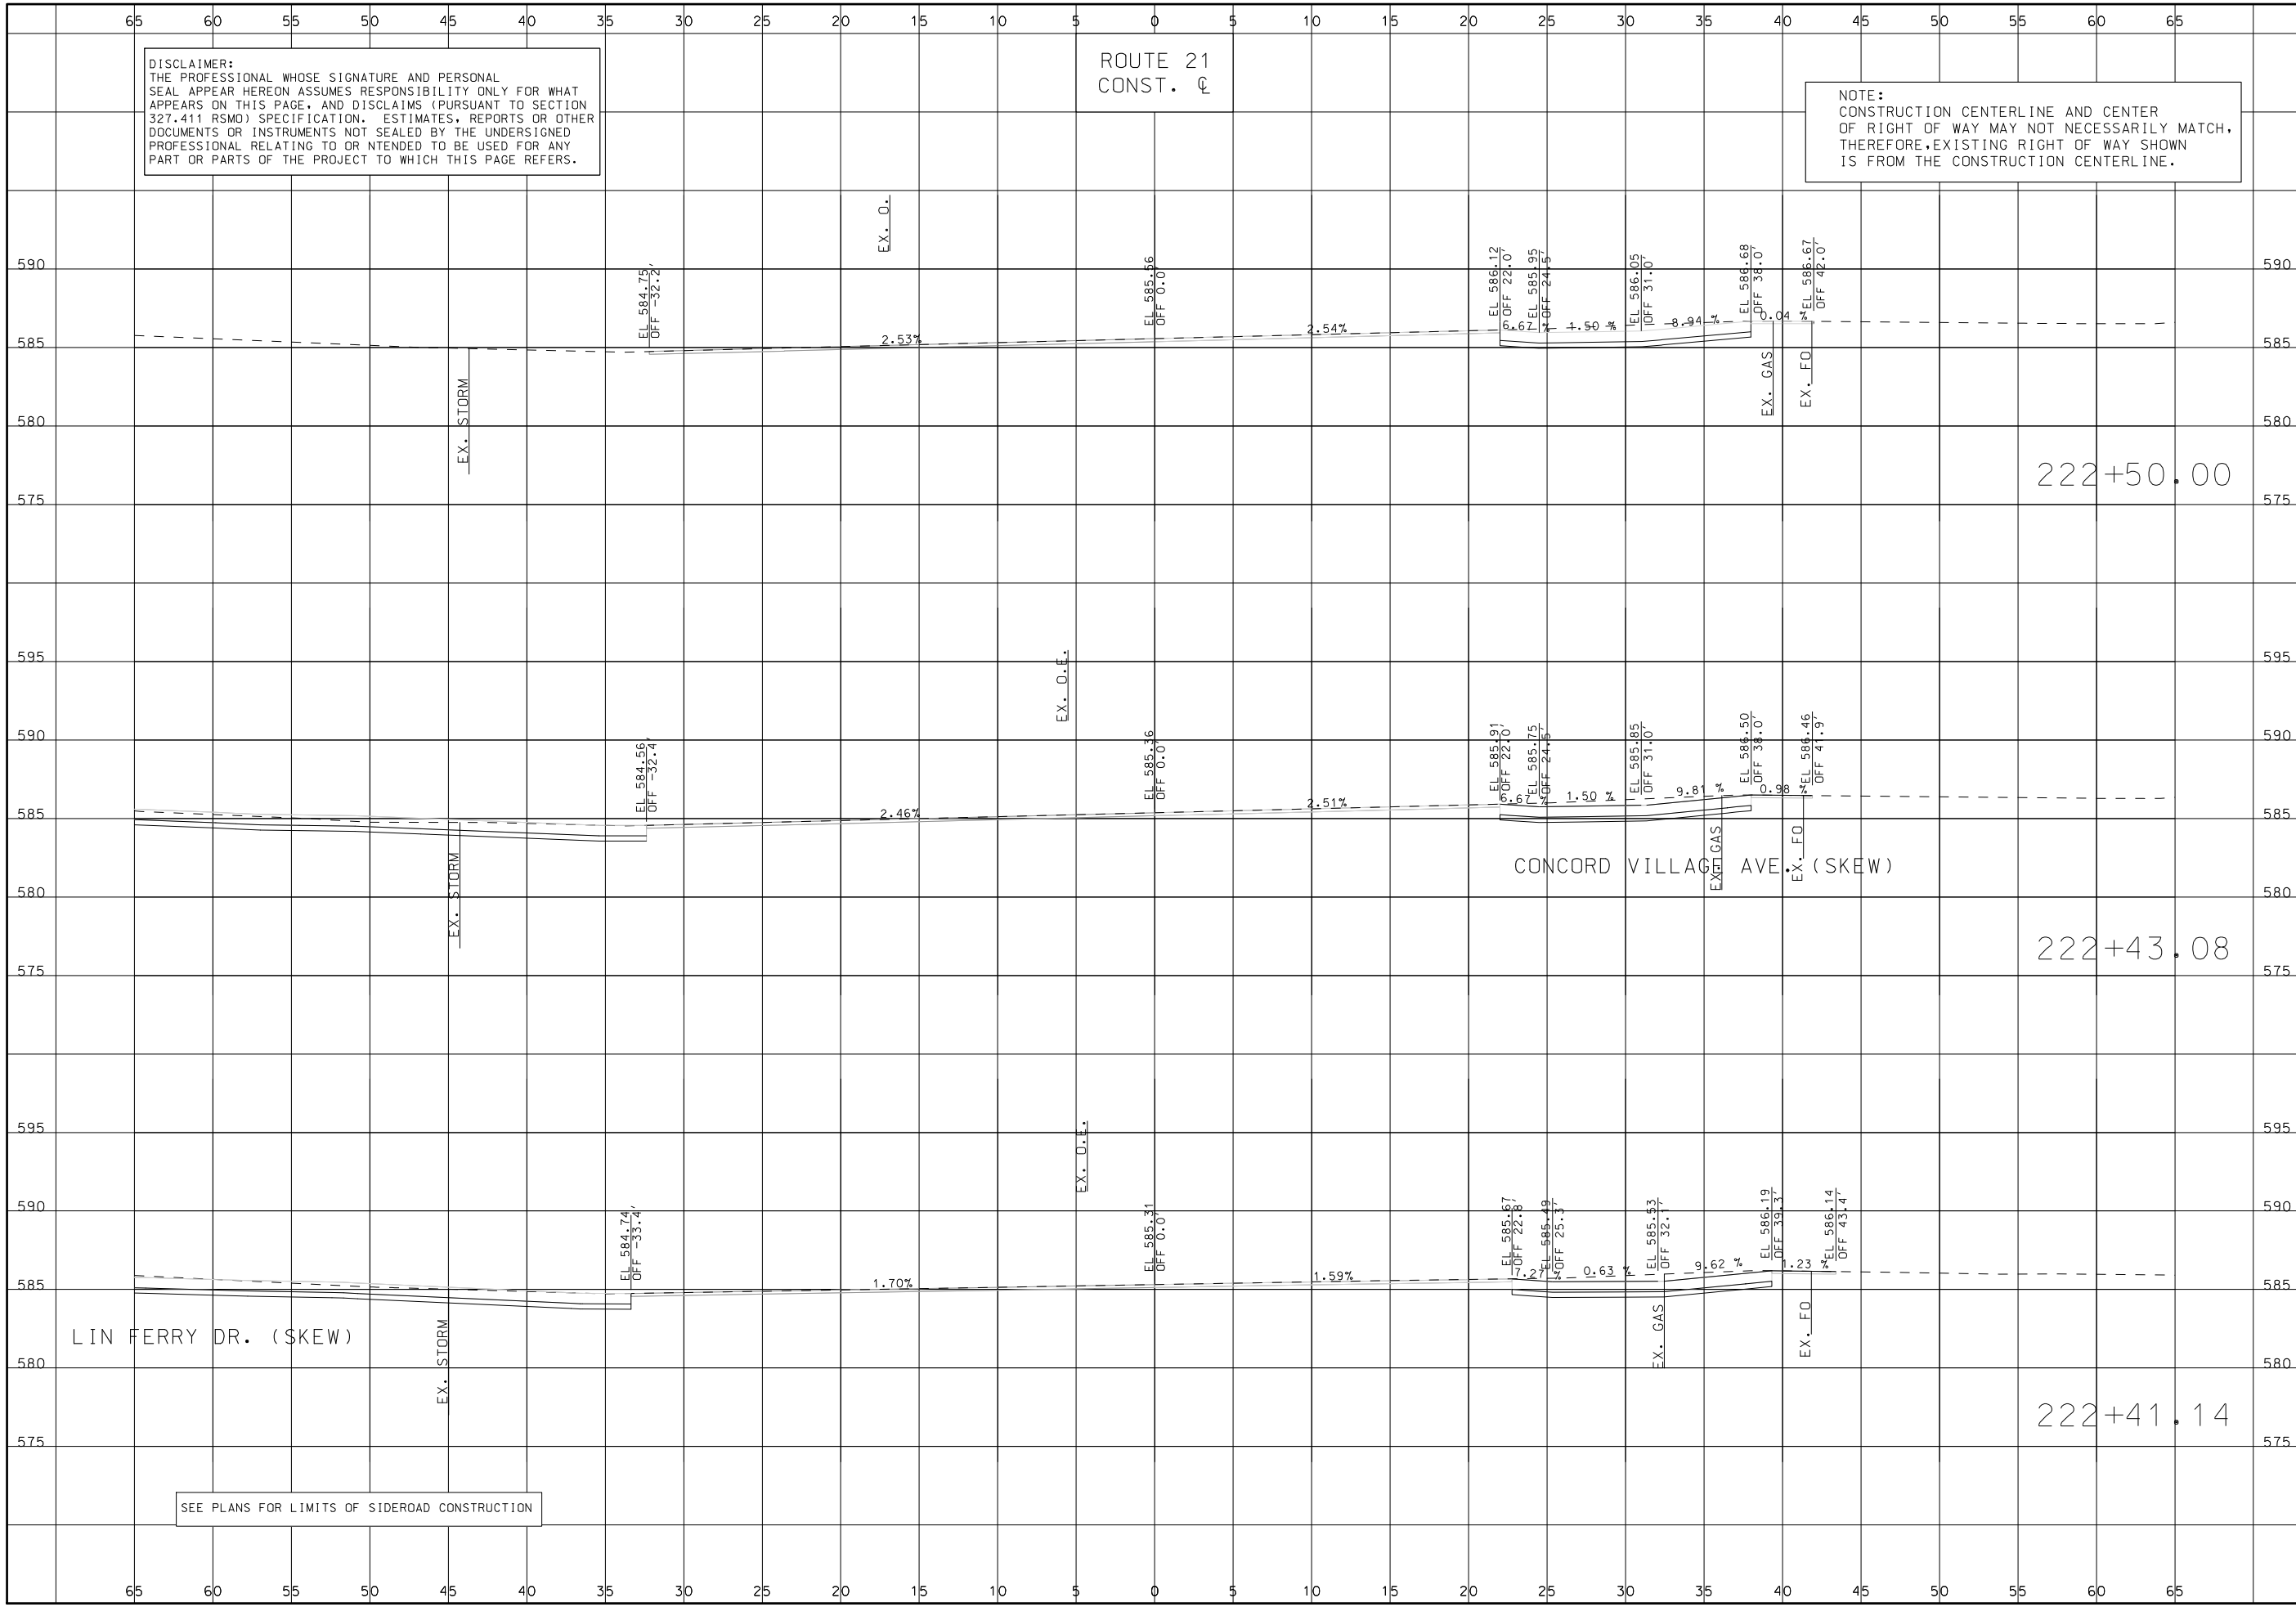 65 60 55 50 45 40 35 30 25 20 15 10 5 0 5 10 15 20 25 30 35 40 45 50 55 60 65
DISCLAIMER:
THE PROFESSIONAL WHOSE SIGNATURE AND PERSONAL
SEAL APPEAR HEREON ASSUMES RESPONSIBILITY ONLY FOR WHAT
APPEARS ON THIS PAGE, AND DISCLAIMS (PURSUANT TO SECTION
327.411 RSMO) SPECIFICATION. ESTIMATES, REPORTS OR OTHER
DOCUMENTS OR INSTRUMENTS NOT SEALED BY THE UNDERSIGNED
PROFESSIONAL RELATING TO OR NTENDED TO BE USED FOR ANY
PART OR PARTS OF THE PROJECT TO WHICH THIS PAGE REFERS.
ROUTE 21
CONST. ℄
NOTE:
CONSTRUCTION CENTERLINE AND CENTER
OF RIGHT OF WAY MAY NOT NECESSARILY MATCH,
THEREFORE,EXISTING RIGHT OF WAY SHOWN
IS FROM THE CONSTRUCTION CENTERLINE.
EX. O.
590
590
EL 584.75
OFF -32.2'
EL 585.56
OFF 0.0'
EL 586.12
OFF 22.0'
EL 585.95
OFF 24.5'
EL 586.05
OFF 31.0'
EL 586.68
OFF 38.0'
EL 586.67
OFF 42.0'
2.53%
2.54%
6.67 %
1.50 %
8.94 %
0.04 %
585
585
EX. STORM
EX. GAS
EX. FO
580
580
222+50.00
575
575
595
595
EX. O.E.
590
590
EL 584.56
OFF -32.4'
EL 585.36
OFF 0.0'
EL 585.91
OFF 22.0'
EL 585.75
OFF 24.5'
EL 585.85
OFF 31.0'
EL 586.50
OFF 38.0'
EL 586.46
OFF 41.9'
2.46%
2.51%
6.67 %
1.50 %
9.81 %
0.98 %
585
585
EX. STORM
EX. GAS
EX. FO
CONCORD VILLAGE AVE. (SKEW)
580
580
222+43.08
575
575
595
595
EX. O.E.
590
590
EL 584.74
OFF -33.4'
EL 585.31
OFF 0.0'
EL 585.67
OFF 22.8'
EL 585.49
OFF 25.3'
EL 585.53
OFF 32.1'
EL 586.19
OFF 39.3'
EL 586.14
OFF 43.4'
1.70%
1.59%
7.27 %
0.63 %
9.62 %
1.23 %
585
585
LIN FERRY DR. (SKEW)
EX. STORM
EX. GAS
EX. FO
580
580
222+41.14
575
575
SEE PLANS FOR LIMITS OF SIDEROAD CONSTRUCTION
65 60 55 50 45 40 35 30 25 20 15 10 5 0 5 10 15 20 25 30 35 40 45 50 55 60 65